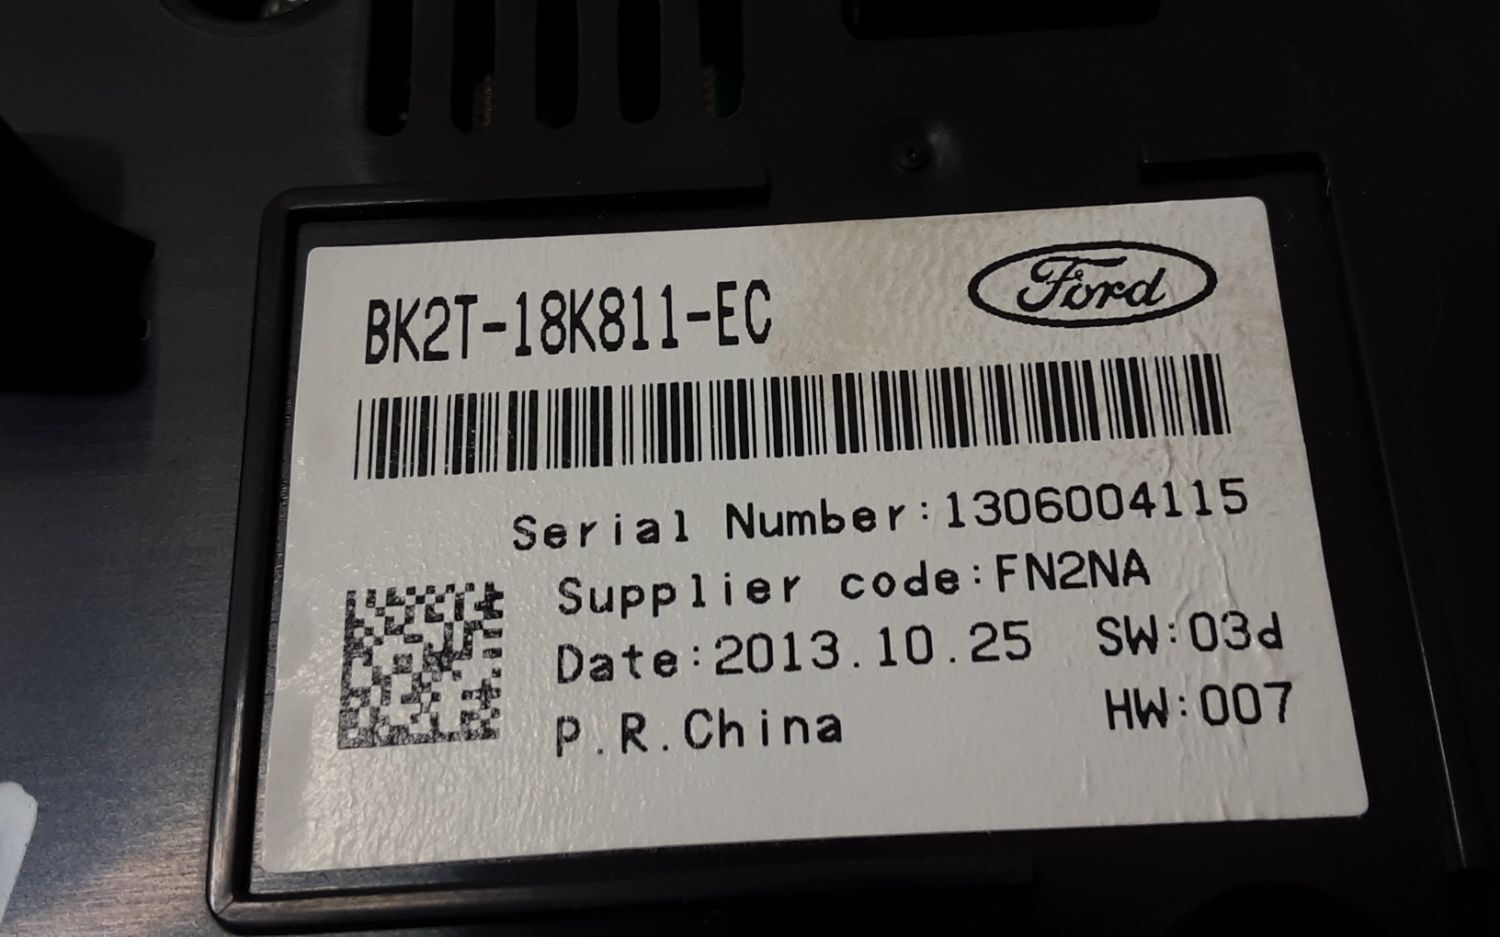 BK2T-18K811-EC
Ford
Serial Number:1306004115
Supplier code:FN2NA
Date:2013.10.25 SW:03d
P.R.China HW:007